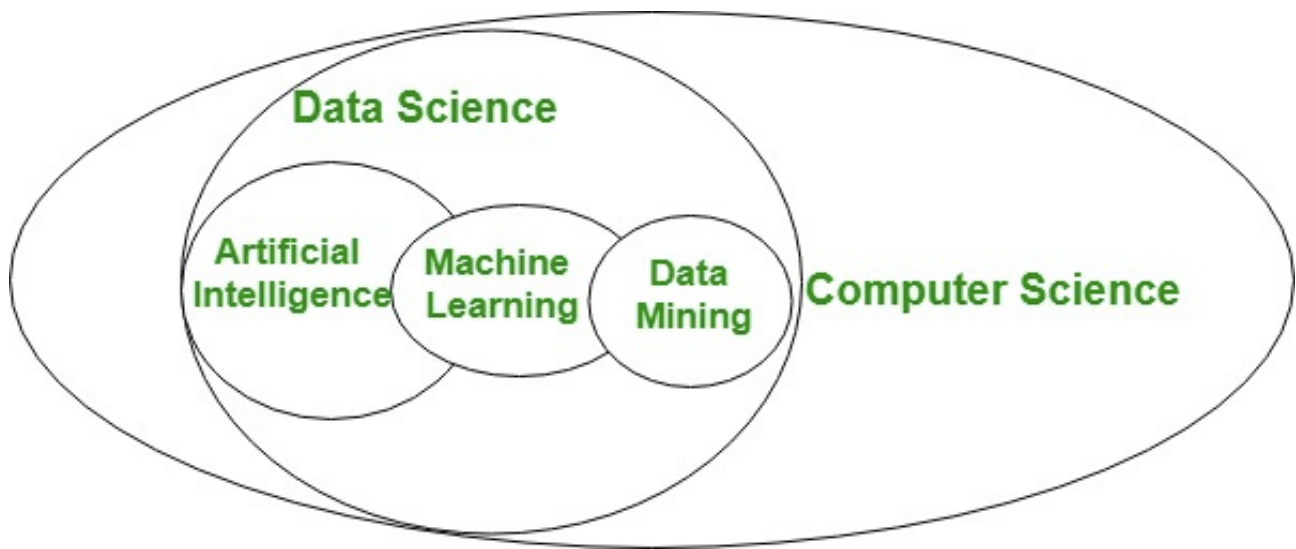 Data Science
Artificial
Intelligence
Machine
Learning
Data
Mining
Computer Science